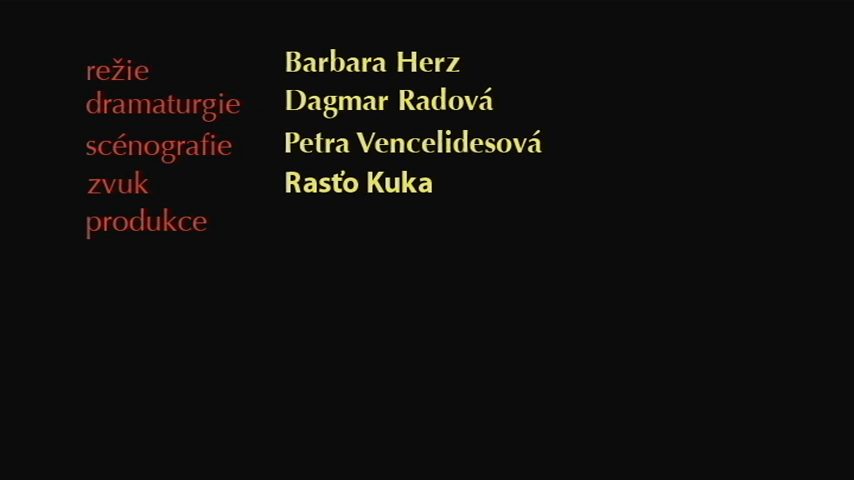 režie Barbara Herz
dramaturgie Dagmar Radová
scénografie Petra Vencelidesová
zvuk Rasťo Kuka
produkce